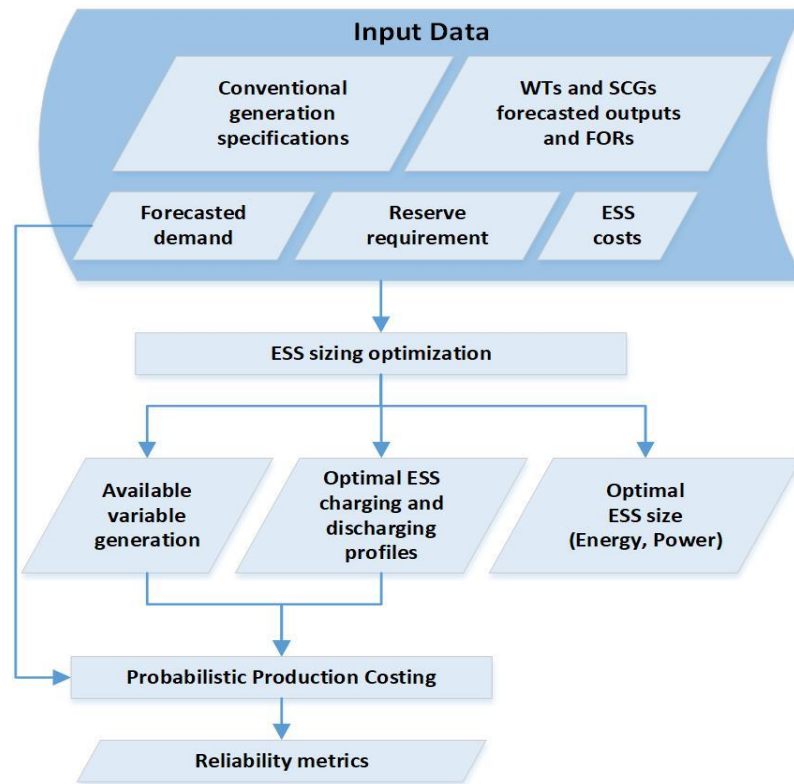 Input Data
Conventional
generation
specifications
WTs and SCGs
forecasted outputs
and FORs
Forecasted
demand
Reserve
requirement
ESS
costs
ESS sizing optimization
Available
variable
generation
Optimal ESS
charging and
discharging
profiles
Optimal
ESS size
(Energy, Power)
Probabilistic Production Costing
Reliability metrics